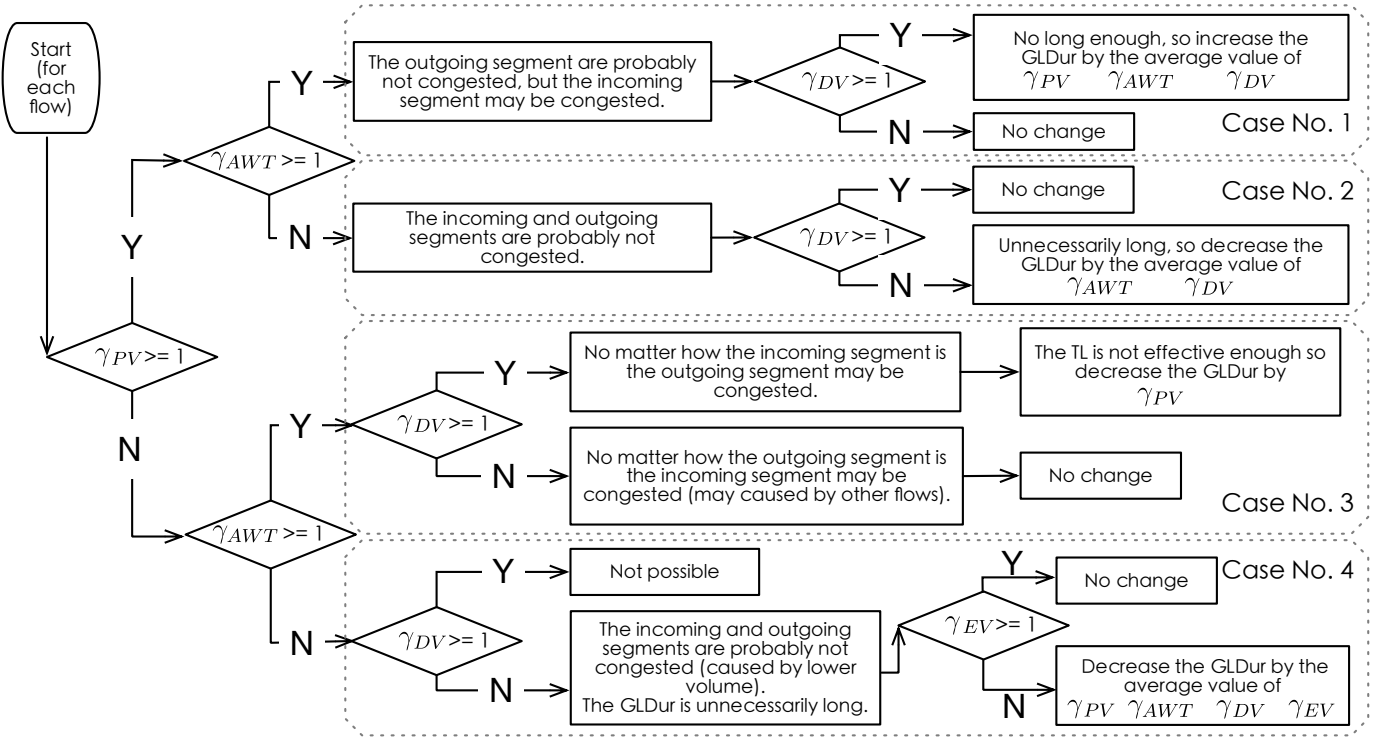 Start
(for
each
flow)
γPV >= 1
Y
N
γAWT >= 1
Y
N
The outgoing segment are probably
not congested, but the incoming
segment may be congested.
γDV >= 1
Y
N
No long enough, so increase the
GLDur by the average value of
γPV γAWT γDV
No change
Case No. 1
The incoming and outgoing
segments are probably not
congested.
γDV >= 1
Y
N
No change
Case No. 2
Unnecessarily long, so decrease the
GLDur by the average value of
γAWT γDV
γAWT >= 1
Y
N
γDV >= 1
Y
N
No matter how the incoming segment is
the outgoing segment may be
congested.
The TL is not effective enough so
decrease the GLDur by
γPV
No matter how the outgoing segment is
the incoming segment may be
congested (may caused by other flows).
No change
Case No. 3
γDV >= 1
Y
N
Not possible
The incoming and outgoing
segments are probably not
congested (caused by lower
volume).
The GLDur is unnecessarily long.
γEV >= 1
Y
N
No change
Case No. 4
Decrease the GLDur by the
average value of
γPV γAWT γDV γEV